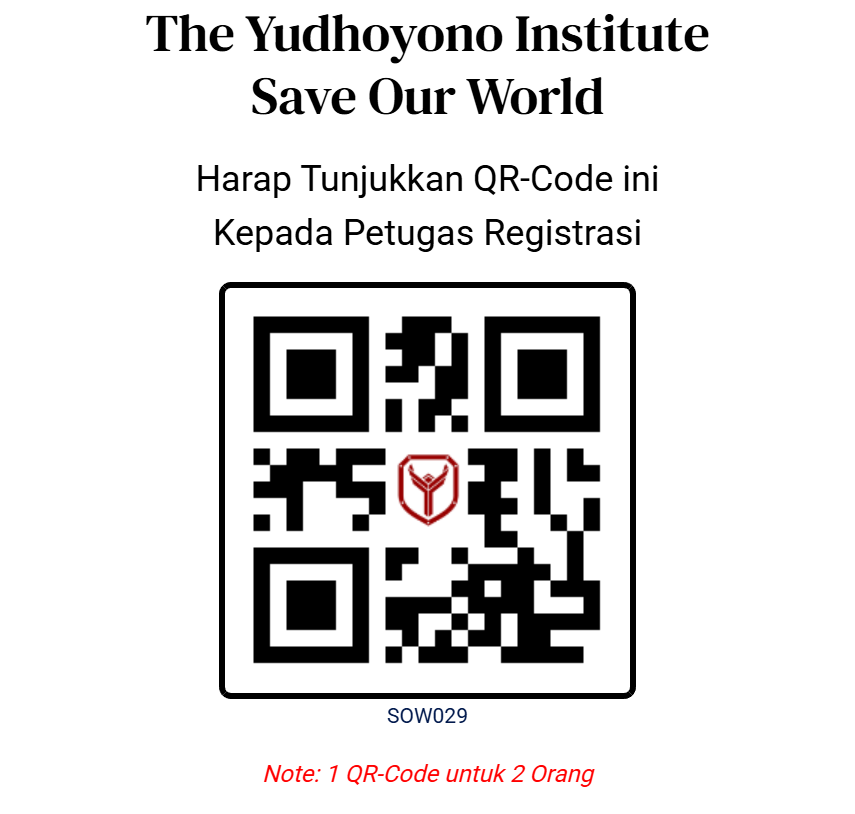 The Yudhoyono Institute
Save Our World
Harap Tunjukkan QR-Code ini
Kepada Petugas Registrasi
SOW029
Note: 1 QR-Code untuk 2 Orang